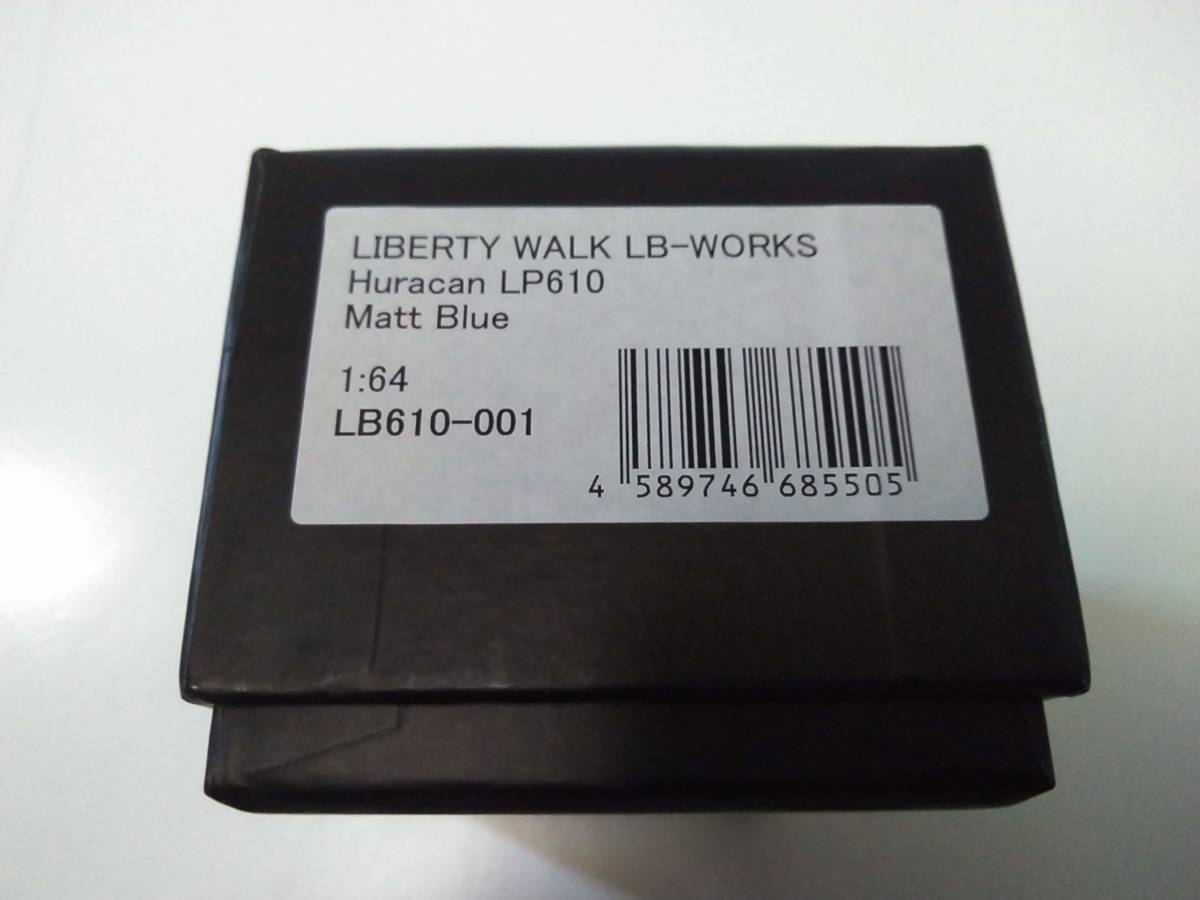 LIBERTY WALK LB-WORKS
Huracan LP610
Matt Blue
1:64
LB610-001
4 589746 685505